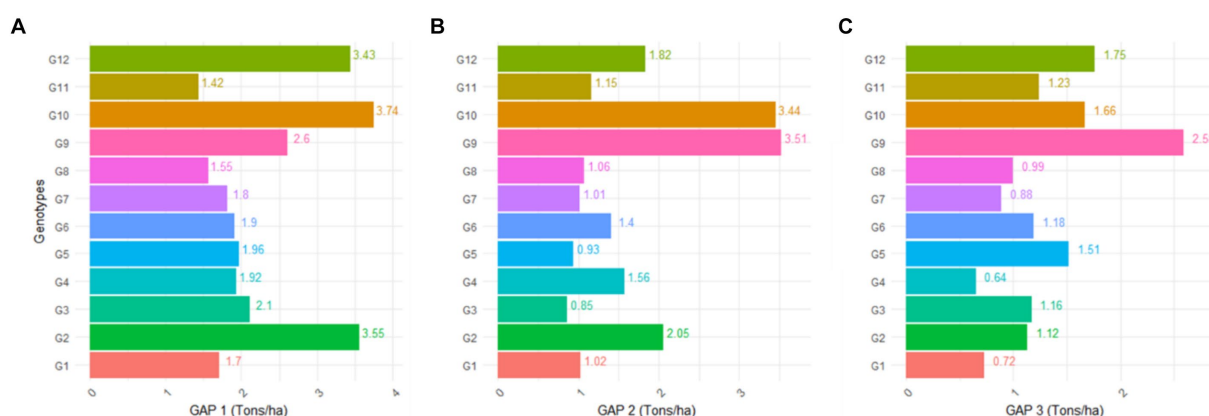 A
G12 3.43
G11 1.42
G10 3.74
G9 2.6
G8 1.55
G7 1.8
G6 1.9
G5 1.96
G4 1.92
G3 2.1
G2 3.55
G1 1.7
Genotypes
0 1 2 3 4
GAP 1 (Tons/ha)
B
G12 1.82
G11 1.15
G10 3.44
G9 3.51
G8 1.06
G7 1.01
G6 1.4
G5 0.93
G4 1.56
G3 0.85
G2 2.05
G1 1.02
0 1 2 3
GAP 2 (Tons/ha)
C
G12 1.75
G11 1.23
G10 1.66
G9 2.5
G8 0.99
G7 0.88
G6 1.18
G5 1.51
G4 0.64
G3 1.16
G2 1.12
G1 0.72
0 1 2
GAP 3 (Tons/ha)